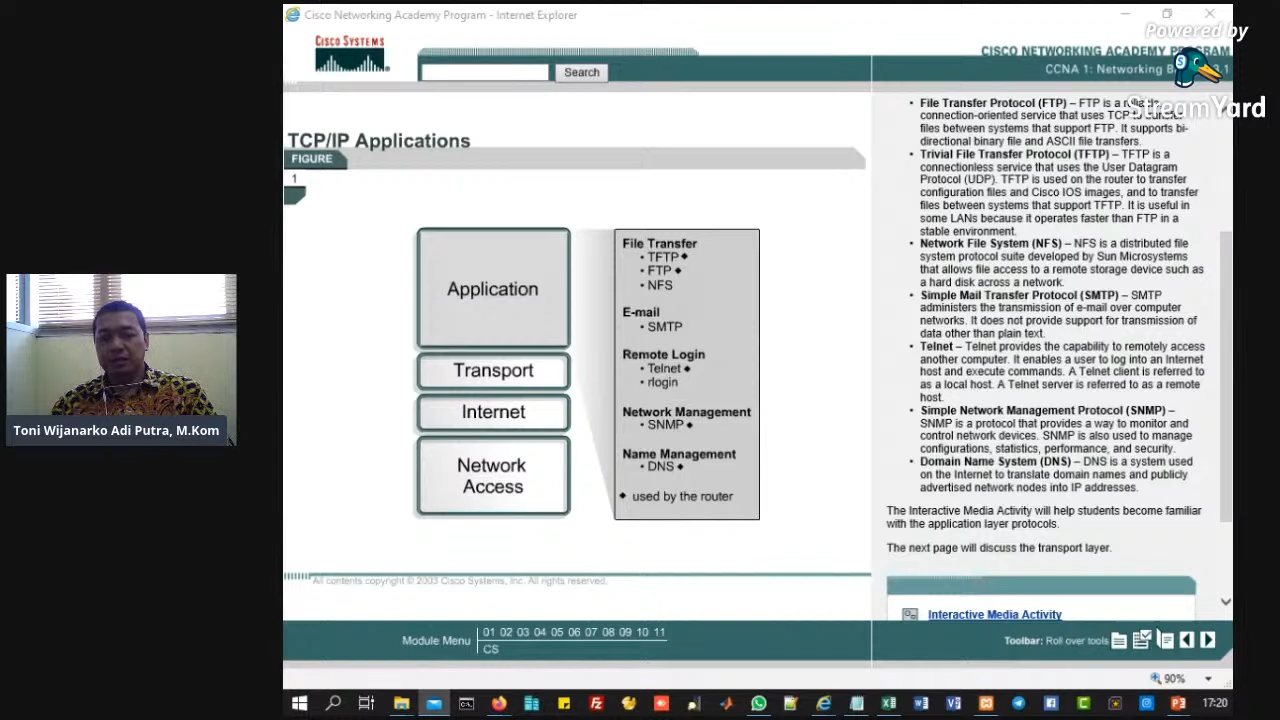 Cisco Networking Academy Program - Internet Explorer
Powered by
StreamYard
CISCO SYSTEMS
Search
CISCO NETWORKING ACADEMY PROGRAM
CCNA 1: Networking
TCP/IP Applications
FIGURE
1
Application
Transport
Internet
Network
Access
File Transfer
• TFTP ◆
• FTP ◆
• NFS
E-mail
• SMTP
Remote Login
• Telnet ◆
• rlogin
Network Management
• SNMP ◆
Name Management
• DNS ◆
◆ used by the router
• File Transfer Protocol (FTP) – FTP is a
connection-oriented service that uses TCP to
files between systems that support FTP. It supports bi-
directional binary file and ASCII file transfers.
• Trivial File Transfer Protocol (TFTP) – TFTP is a
connectionless service that uses the User Datagram
Protocol (UDP). TFTP is used on the router to transfer
configuration files and Cisco IOS images, and to transfer
files between systems that support TFTP. It is useful in
some LANs because it operates faster than FTP in a
stable environment.
• Network File System (NFS) – NFS is a distributed file
system protocol suite developed by Sun Microsystems
that allows file access to a remote storage device such as
a hard disk across a network.
• Simple Mail Transfer Protocol (SMTP) – SMTP
administers the transmission of e-mail over computer
networks. It does not provide support for transmission of
data other than plain text.
• Telnet – Telnet provides the capability to remotely access
another computer. It enables a user to log into an Internet
host and execute commands. A Telnet client is referred to
as a local host. A Telnet server is referred to as a remote
host.
• Simple Network Management Protocol (SNMP) –
SNMP is a protocol that provides a way to monitor and
control network devices. SNMP is also used to manage
configurations, statistics, performance, and security.
• Domain Name System (DNS) – DNS is a system used
on the Internet to translate domain names and publicly
advertised network nodes into IP addresses.
The Interactive Media Activity will help students become familiar
with the application layer protocols.
The next page will discuss the transport layer.
Interactive Media Activity
Toni Wijanarko Adi Putra, M.Kom
All contents copyright © 2003 Cisco Systems, Inc. All rights reserved.
Module Menu
01 02 03 04 05 06 07 08 09 10 11
CS
Toolbar: Roll over tools
90%
17:20